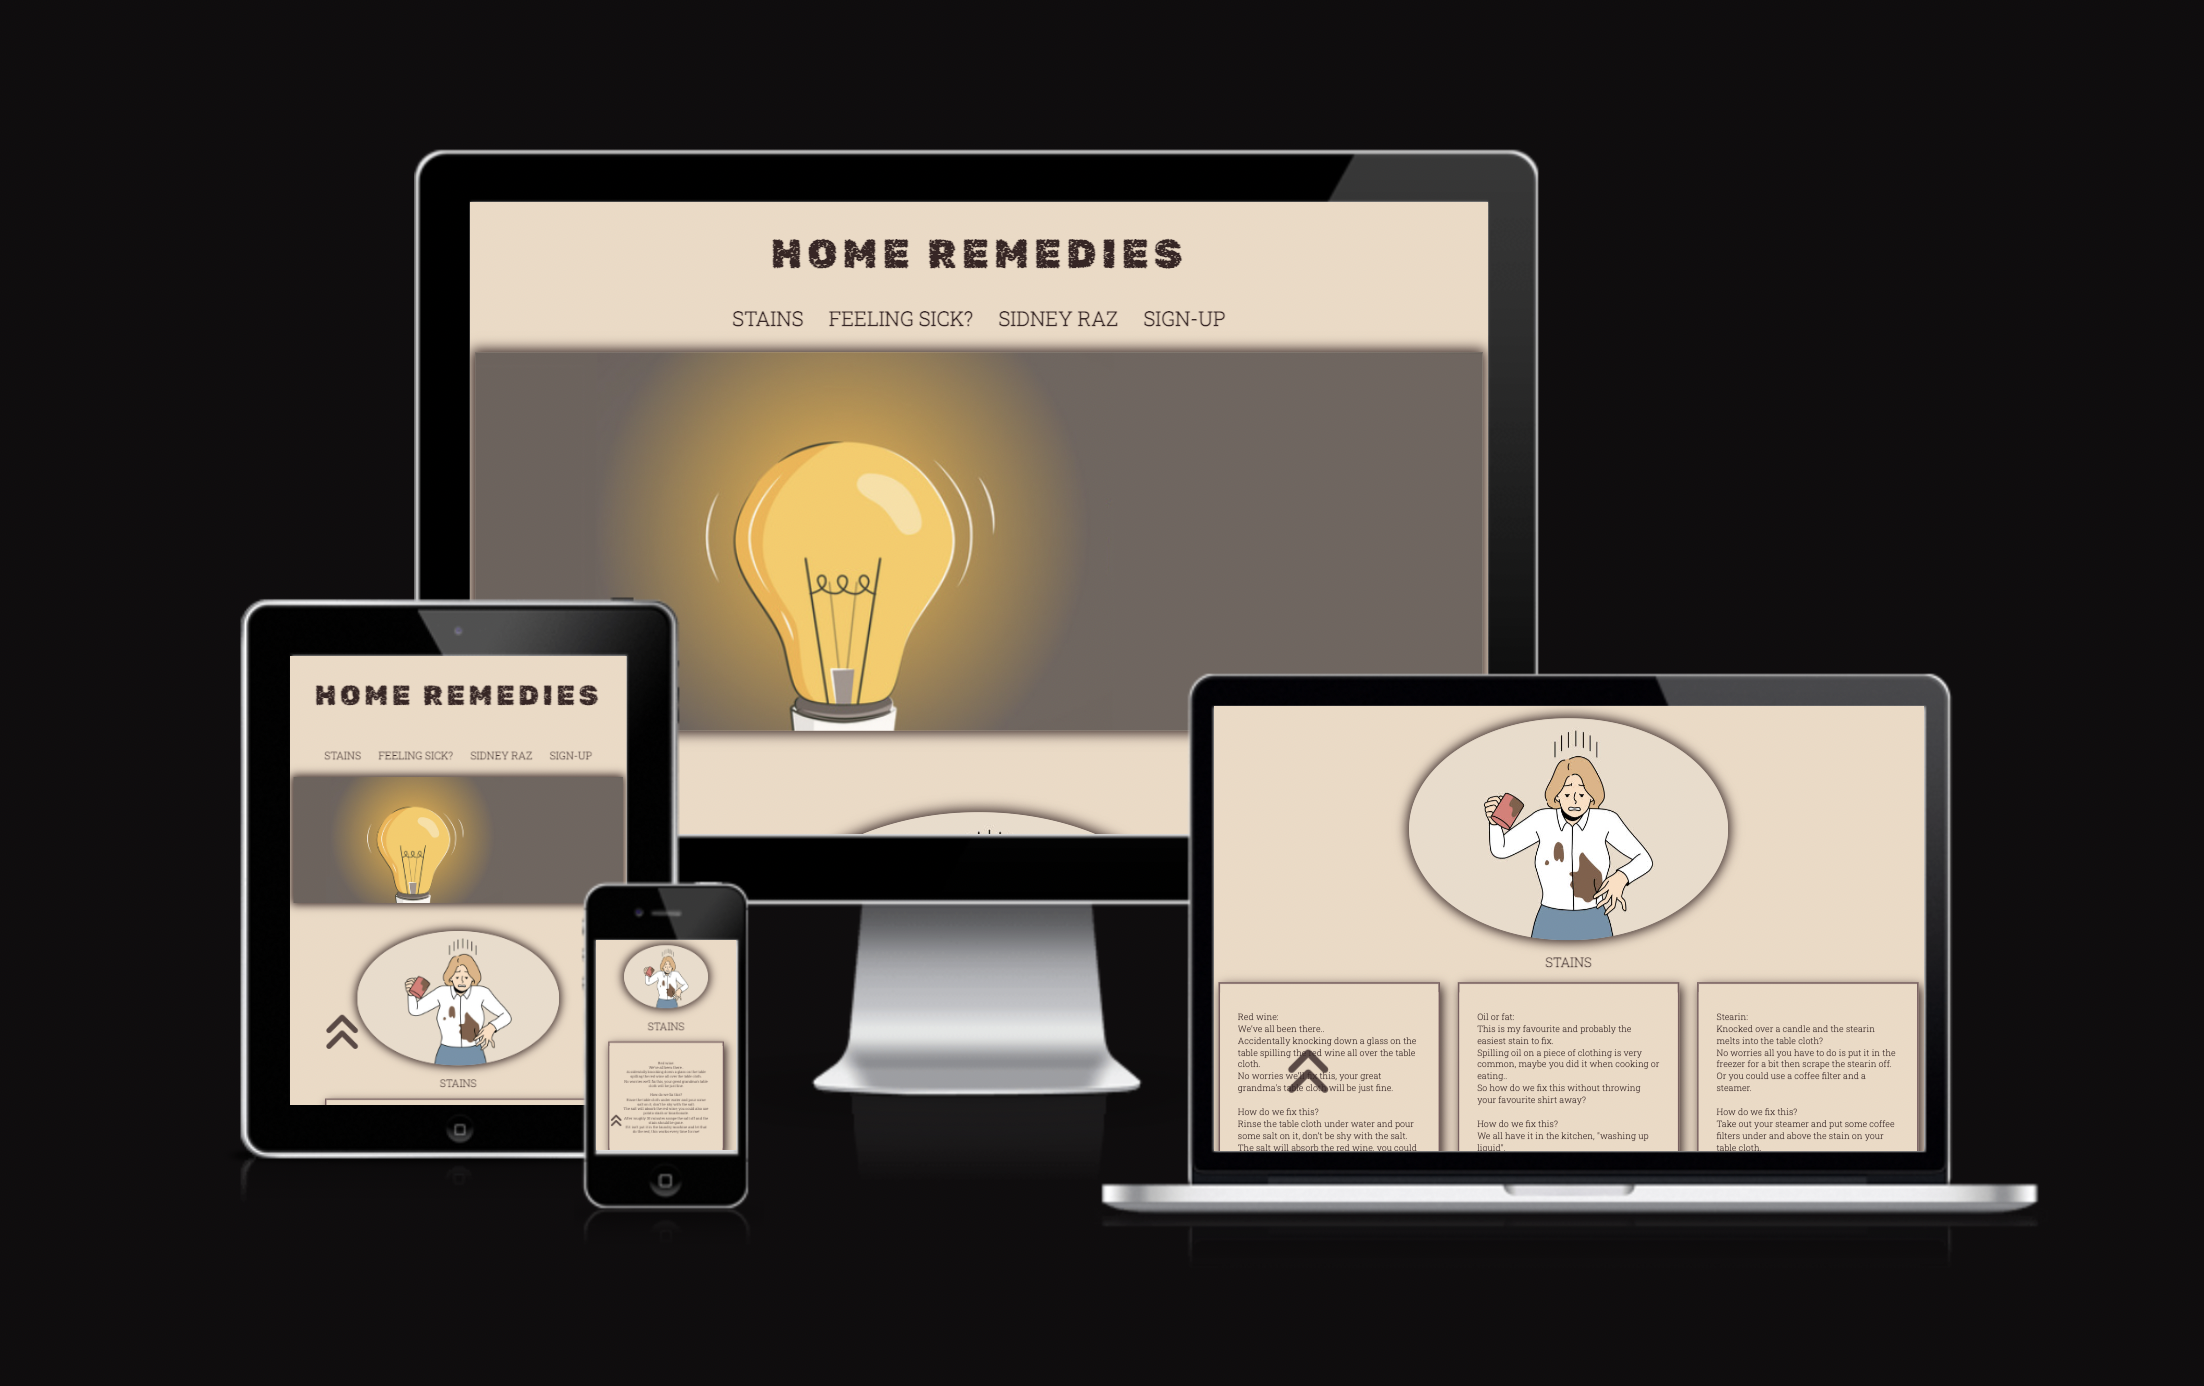 HOME REMEDIES
STAINS FEELING SICK? SIDNEY RAZ SIGN-UP
HOME REMEDIES
STAINS FEELING SICK? SIDNEY RAZ SIGN-UP
STAINS
STAINS
STAINS
Red wine:
We've all been there..
Accidentally knocking down a glass on the
table spilling the red wine all over the table
cloth.
No worries we'll fix this, your great
grandma's table cloth will be just fine.
How do we fix this?
Rinse the table cloth under water and pour
some salt on it, don't be shy with the salt.
The salt will absorb the red wine, you could
Oil or fat:
This is my favourite and probably the
easiest stain to fix.
Spilling oil on a piece of clothing is very
common, maybe you did it when cooking or
eating..
So how do we fix this without throwing
your favourite shirt away?
How do we fix this?
We all have it in the kitchen, "washing up
liquid".
Stearin:
Knocked over a candle and the stearin
melts into the table cloth?
No worries all you have to do is put it in the
freezer for a bit then scrape the stearin off.
Or you could use a coffee filter and a
steamer.
How do we fix this?
Take out your steamer and put some coffee
filters under and above the stain on your
table cloth.